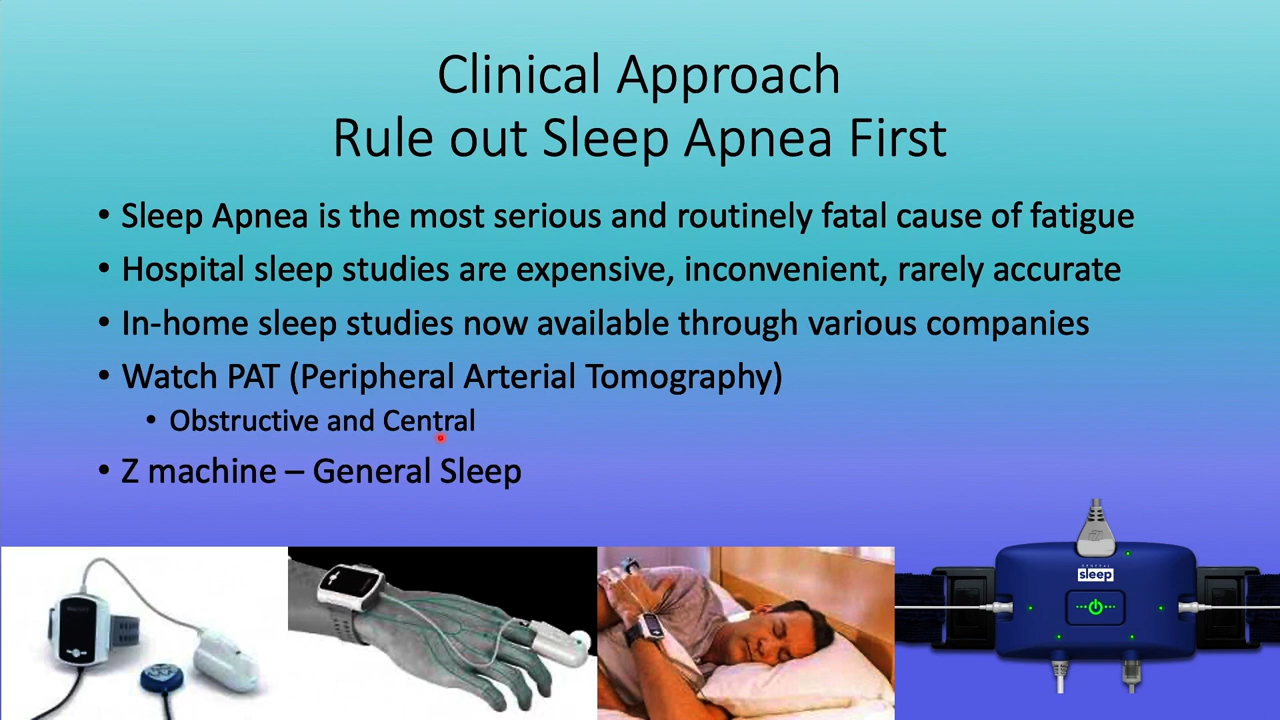 Clinical Approach
Rule out Sleep Apnea First
• Sleep Apnea is the most serious and routinely fatal cause of fatigue
• Hospital sleep studies are expensive, inconvenient, rarely accurate
• In-home sleep studies now available through various companies
• Watch PAT (Peripheral Arterial Tomography)
• Obstructive and Central
• Z machine – General Sleep
GENERAL
sleep